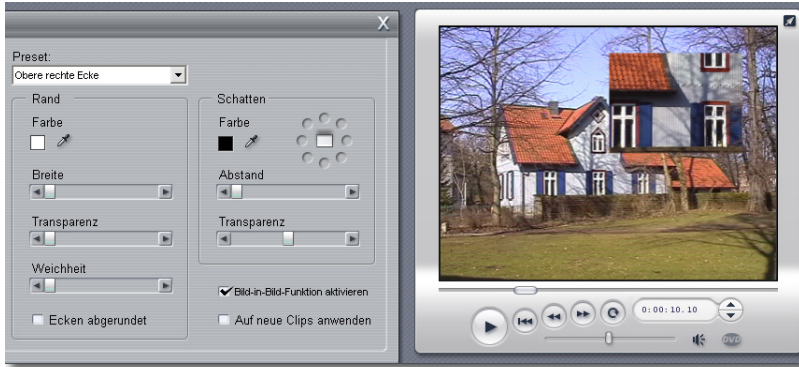 X
Preset:
Obere rechte Ecke
Rand
Farbe
Breite
Transparenz
Weichheit
Ecken abgerundet
Schatten
Farbe
Abstand
Transparenz
Bild-in-Bild-Funktion aktivieren
Auf neue Clips anwenden
0:00:10.10
DVD